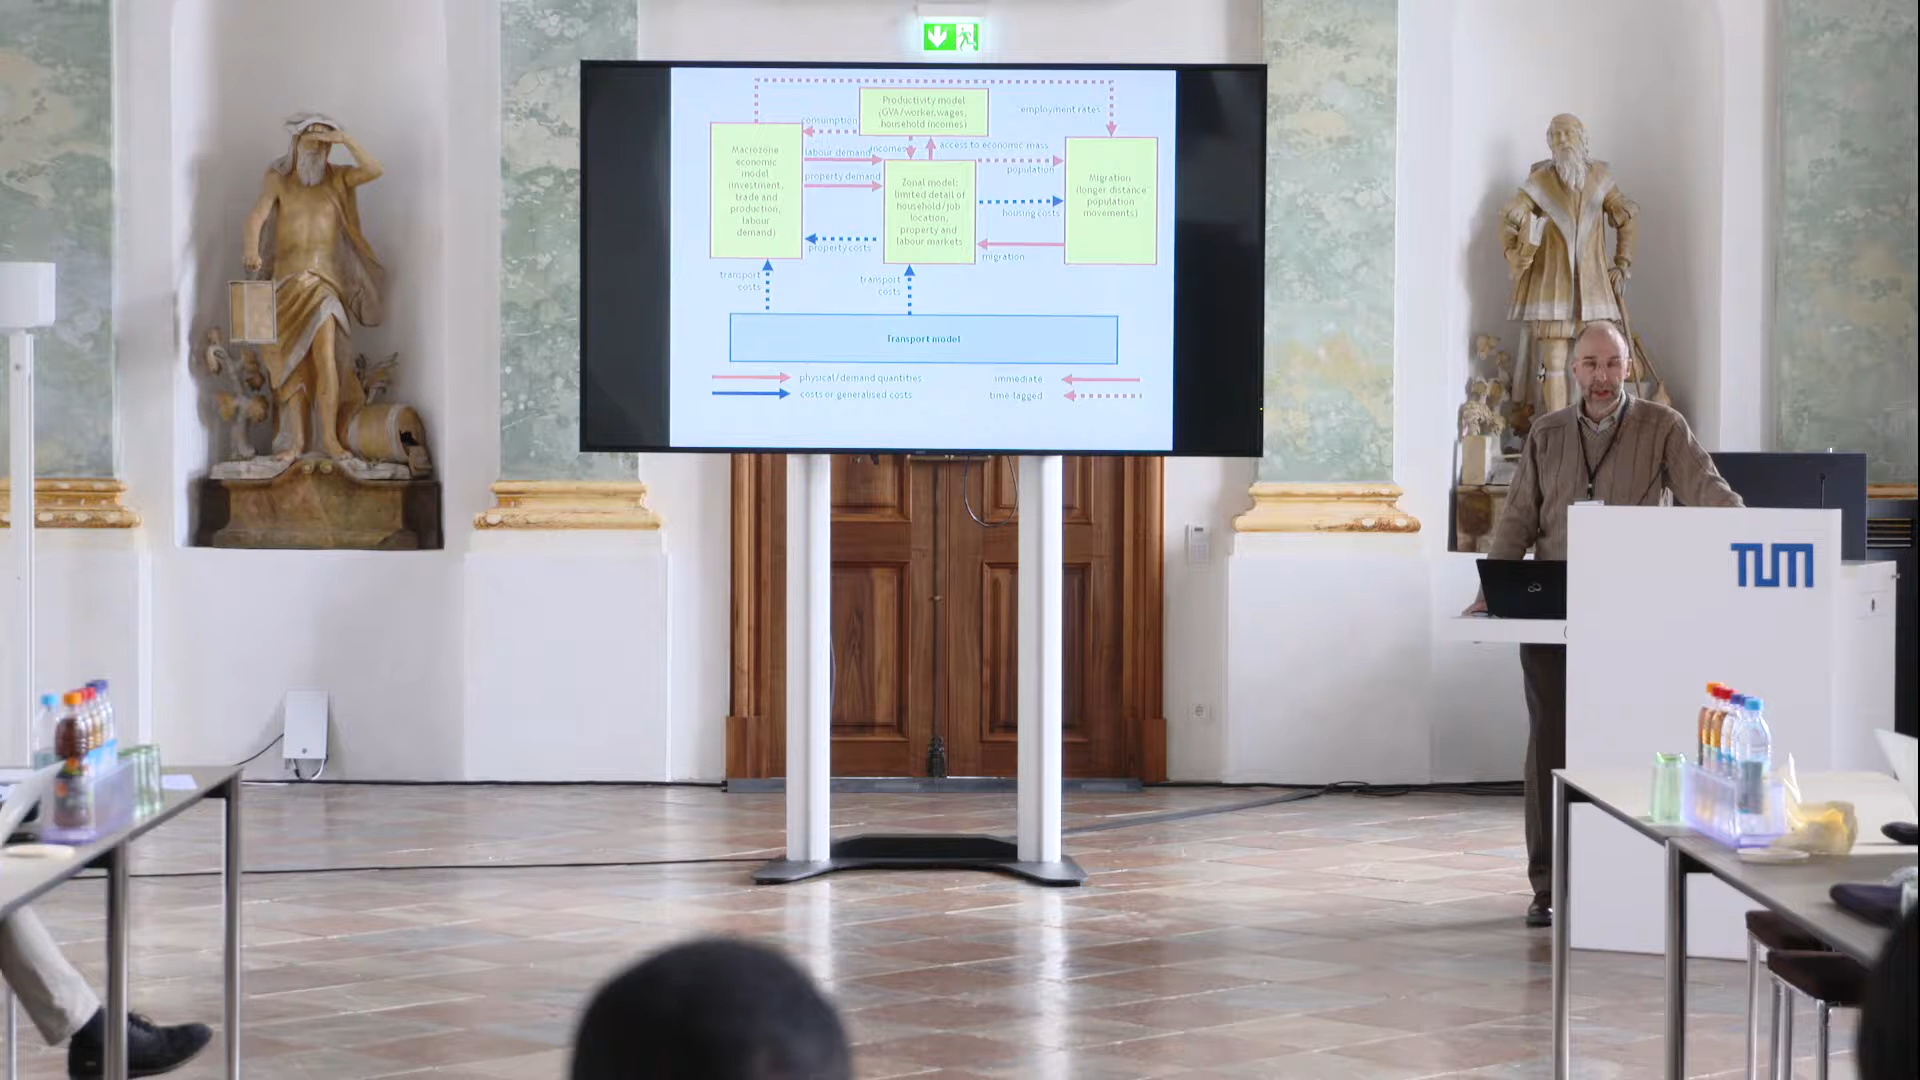 Productivity model
(GVA/worker,wages,
household incomes)
employment rates
consumption
Macrozone
economic
model
(investment,
trade and
production,
labour
demand)
labour demand
incomes
access to economic mass
property demand
population
Zonal model:
limited detail of
household/job
location,
property and
labour markets
Migration
(longer distance
population
movements)
housing costs
property costs
migration
transport
costs
transport
costs
Transport model
physical/demand quantities
immediate
costs or generalised costs
time-lagged
TUM